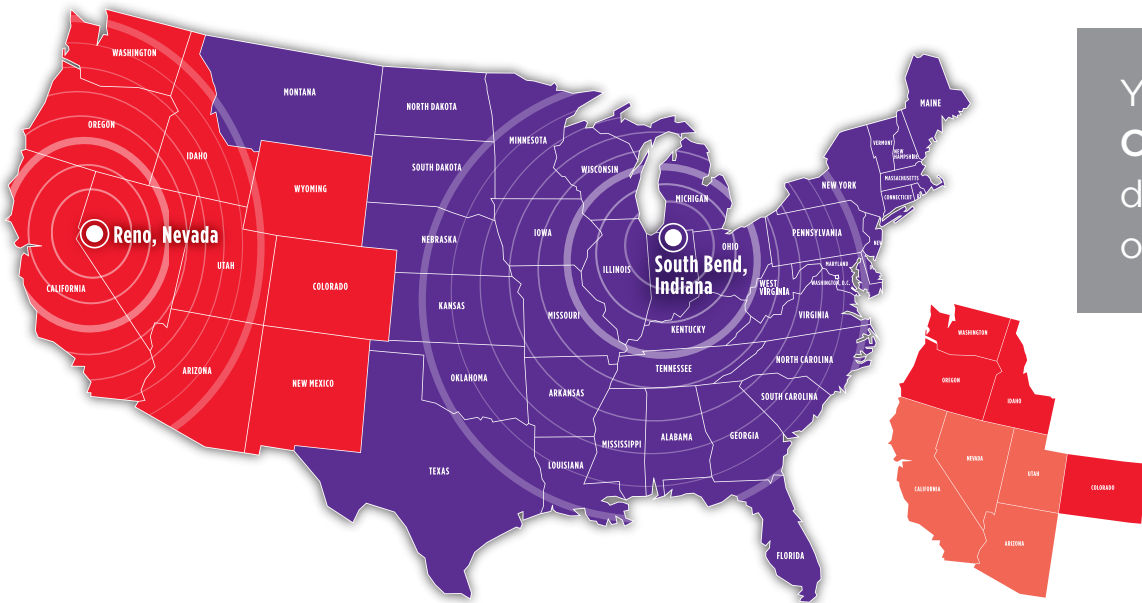 WASHINGTON
OREGON
IDAHO
MONTANA
WYOMING
NORTH DAKOTA
SOUTH DAKOTA
MINNESOTA
WISCONSIN
MICHIGAN
MAINE
VERMONT
NEW
HAMPSHIRE
MASSACHUSETTS
CONNECTICUT
NEW YORK
PENNSYLVANIA
NEW
Reno, Nevada
CALIFORNIA
UTAH
COLORADO
NEBRASKA
IOWA
KANSAS
MISSOURI
ILLINOIS
OHIO
South Bend,
Indiana
WEST
VIRGINIA
MARYLAND
WASHINGTON, D.C.
VIRGINIA
KENTUCKY
TENNESSEE
NORTH CAROLINA
SOUTH CAROLINA
ARIZONA
NEW MEXICO
OKLAHOMA
ARKANSAS
TEXAS
LOUISIANA
MISSISSIPPI
ALABAMA
GEORGIA
FLORIDA
Y
C
d
o
WASHINGTON
OREGON
IDAHO
NEVADA
UTAH
COLORADO
CALIFORNIA
ARIZONA